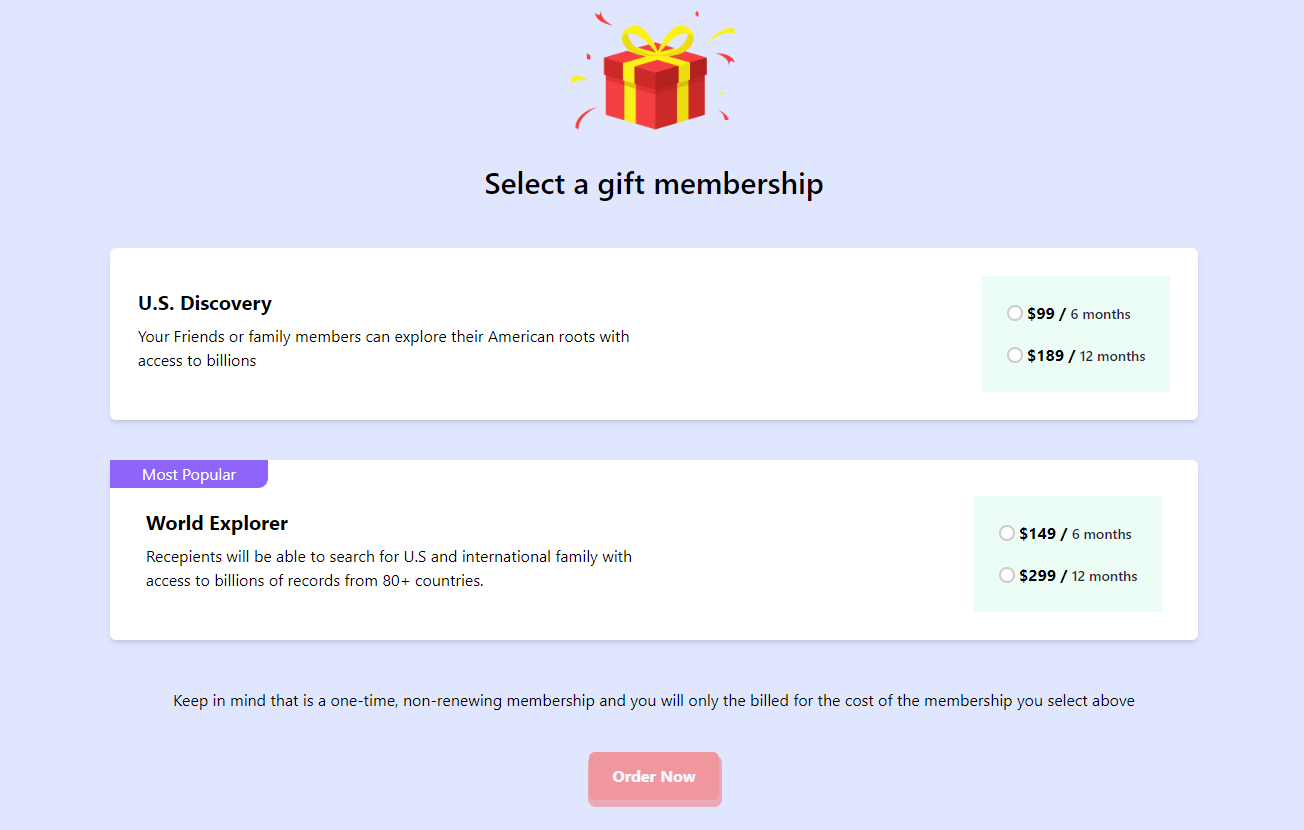 Select a gift membership
U.S. Discovery
Your Friends or family members can explore their American roots with
access to billions
$99 / 6 months
$189 / 12 months
Most Popular
World Explorer
Recepients will be able to search for U.S and international family with
access to billions of records from 80+ countries.
$149 / 6 months
$299 / 12 months
Keep in mind that is a one-time, non-renewing membership and you will only the billed for the cost of the membership you select above
Order Now